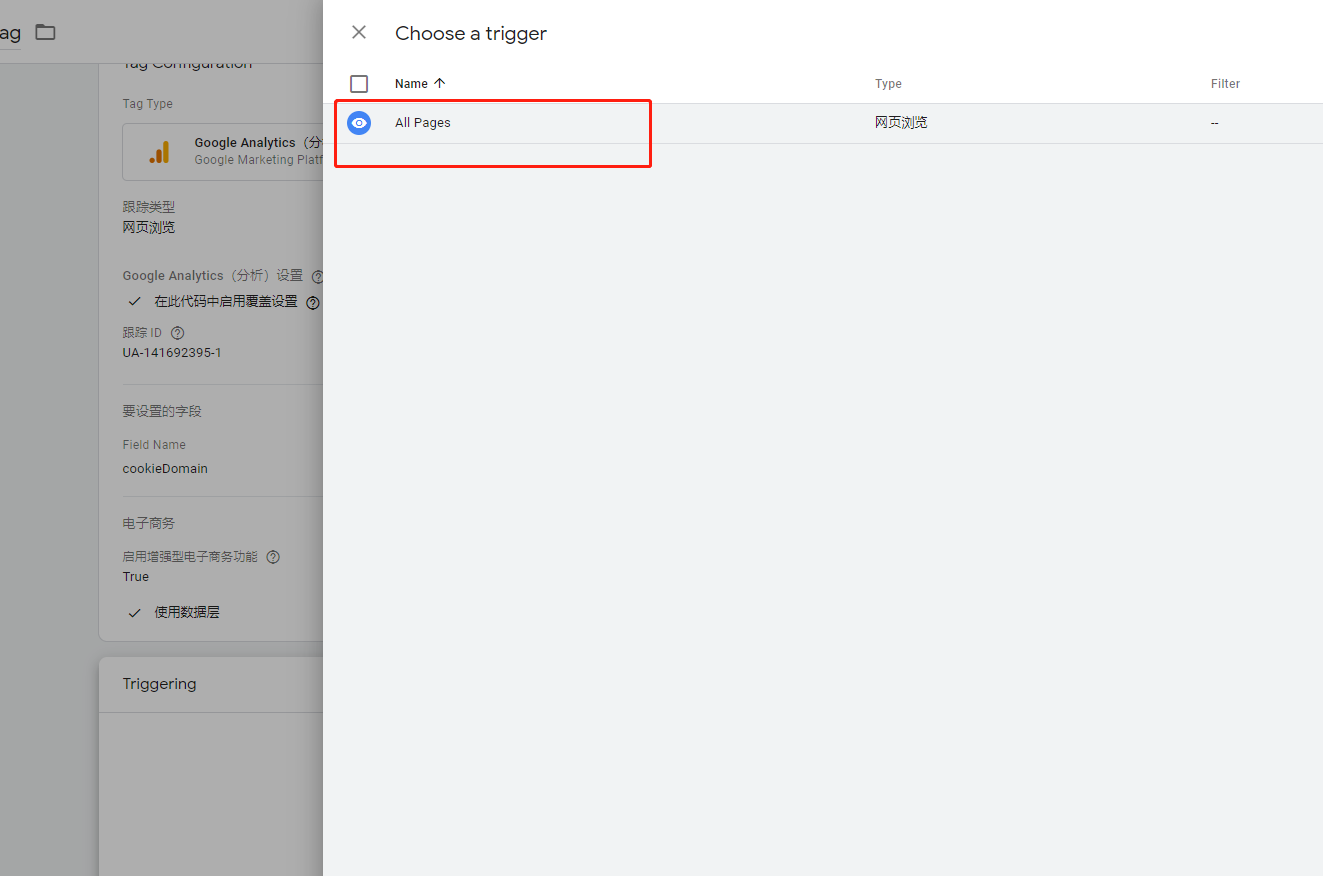 ag
Choose a trigger
Name
Type
Filter
All Pages
网页浏览
--
Tag Configuration
Tag Type
Google Analytics（分
Google Marketing Platf
跟踪类型
网页浏览
Google Analytics（分析）设置
在此代码中启用覆盖设置
跟踪 ID
UA-141692395-1
要设置的字段
Field Name
cookieDomain
电子商务
启用增强型电子商务功能
True
使用数据层
Triggering